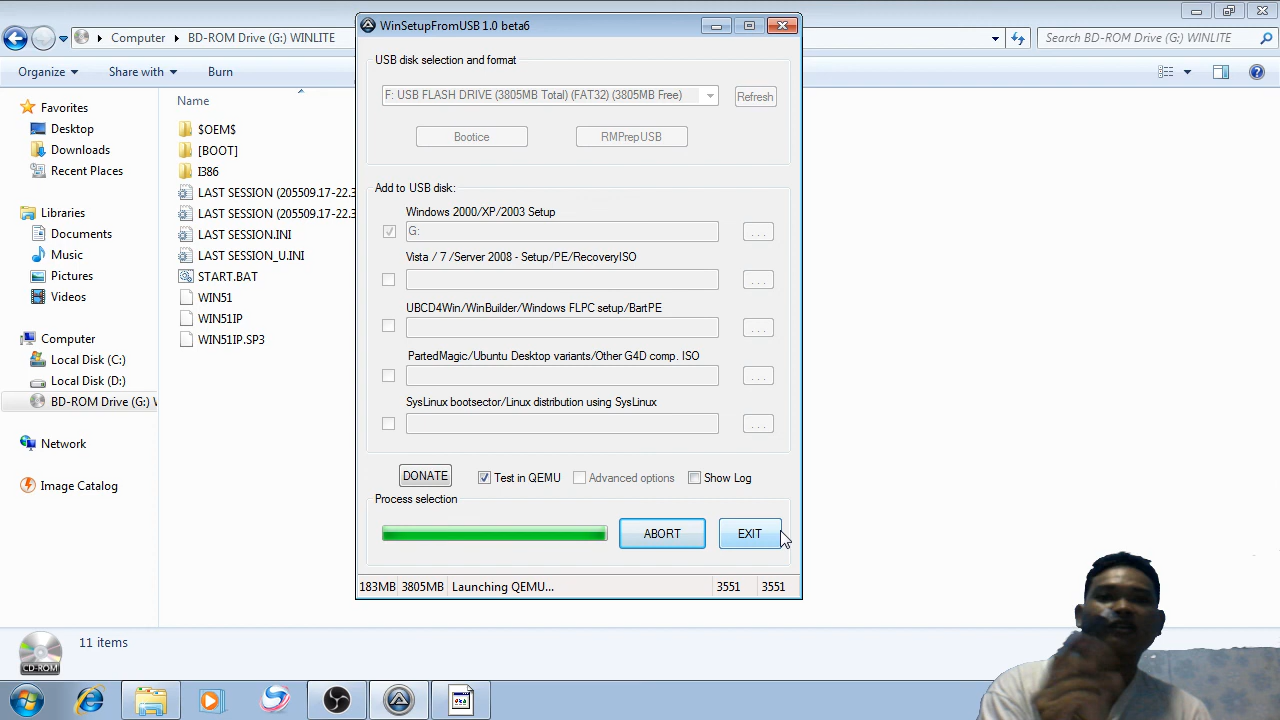 WinSetupFromUSB 1.0 beta6
Computer
BD-ROM Drive (G:) WINLITE
Search BD-ROM Drive (G:) WINLITE
Organize
Share with
Burn
Favorites
Desktop
Downloads
Recent Places
Libraries
Documents
Music
Pictures
Videos
Computer
Local Disk (C:)
Local Disk (D:)
BD-ROM Drive (G:) W
Network
Image Catalog
Name
$OEM$
[BOOT]
I386
LAST SESSION (205509.17-22.3
LAST SESSION (205509.17-22.3
LAST SESSION.INI
LAST SESSION_U.INI
START.BAT
WIN51
WIN51IP
WIN51IP.SP3
USB disk selection and format
F: USB FLASH DRIVE (3805MB Total) (FAT32) (3805MB Free)
Refresh
Bootice
RMPrepUSB
Add to USB disk:
Windows 2000/XP/2003 Setup
G:
...
Vista / 7 /Server 2008 - Setup/PE/RecoveryISO
...
UBCD4Win/WinBuilder/Windows FLPC setup/BartPE
...
PartedMagic/Ubuntu Desktop variants/Other G4D comp. ISO
...
SysLinux bootsector/Linux distribution using SysLinux
...
DONATE
Test in QEMU
Advanced options
Show Log
Process selection
ABORT
EXIT
183MB 3805MB Launching QEMU... 3551 3551
11 items
CD-ROM